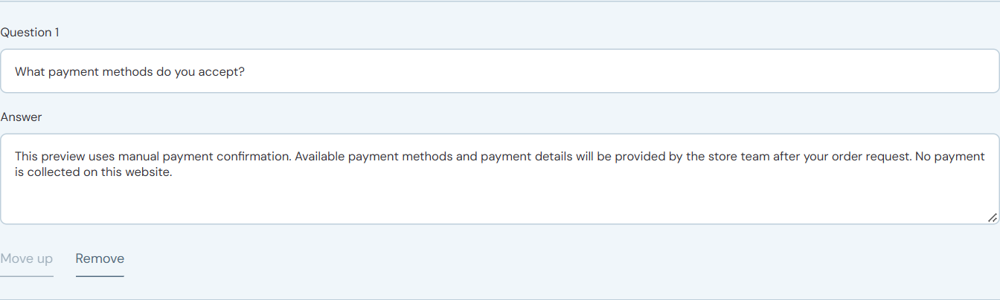 Question 1
What payment methods do you accept?
Answer
This preview uses manual payment confirmation. Available payment methods and payment details will be provided by the store team after your order request. No payment
is collected on this website.
Move up
Remove